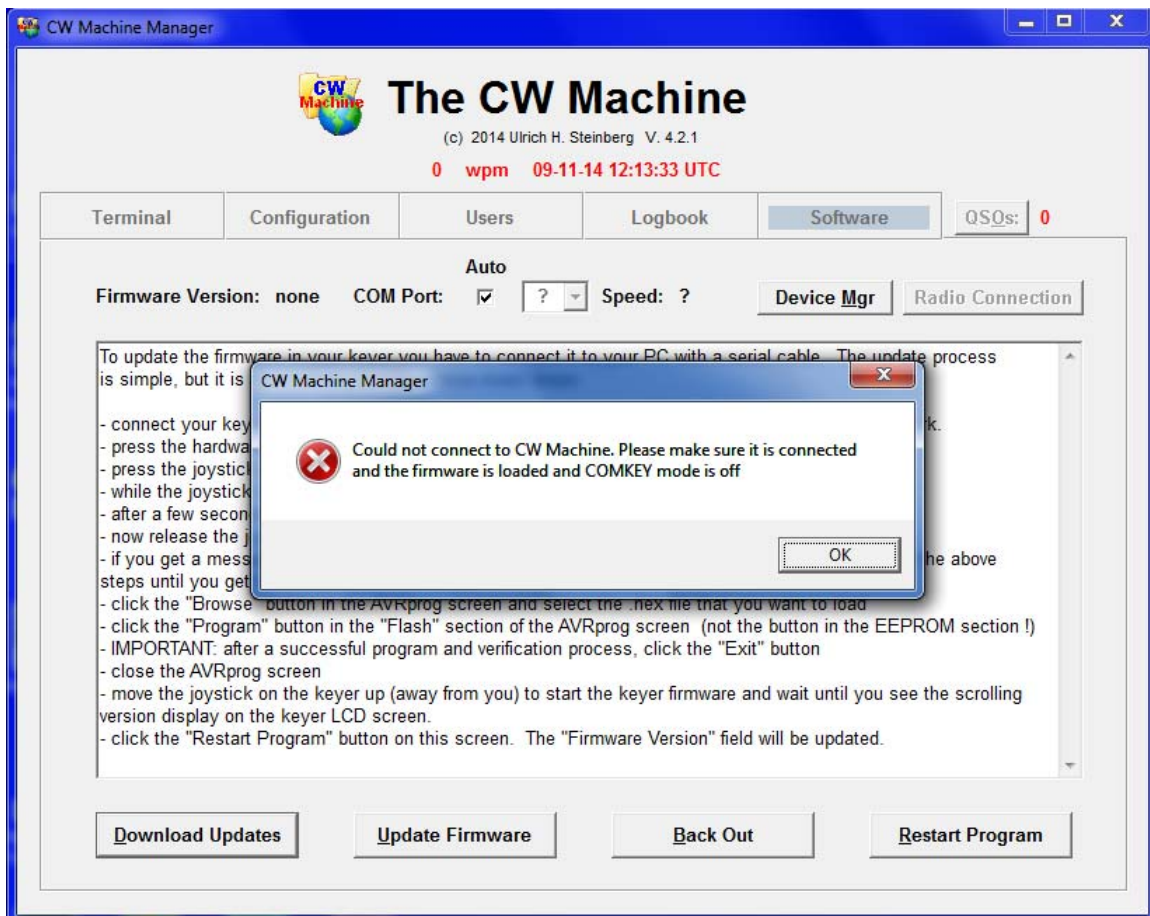 CW Machine Manager
CW
Machine
The CW Machine
(c) 2014 Ulrich H. Steinberg V. 4.2.1
0 wpm 09-11-14 12:13:33 UTC
Terminal Configuration Users Logbook Software QSOs: 0
Auto
Firmware Version: none COM Port: ? Speed: ? Device Mgr Radio Connection
To update the firmware in your keyer you have to connect it to your PC with a serial cable. The update process
is simple, but it is
- connect your
- press the
- press the
- while the
- after a few
- now release the
- if you get a he above
steps until you get
- click the "Browse" button in the AVRprog screen and select the .hex file that you want to load
- click the "Program" button in the "Flash" section of the AVRprog screen (not the button in the EEPROM section !)
- IMPORTANT: after a successful program and verification process, click the "Exit" button
- close the AVRprog screen
- move the joystick on the keyer up (away from you) to start the keyer firmware and wait until you see the scrolling
version display on the keyer LCD screen.
- click the "Restart Program" button on this screen. The "Firmware Version" field will be updated.
CW Machine Manager
Could not connect to CW Machine. Please make sure it is connected
and the firmware is loaded and COMKEY mode is off
OK
Download Updates Update Firmware Back Out Restart Program